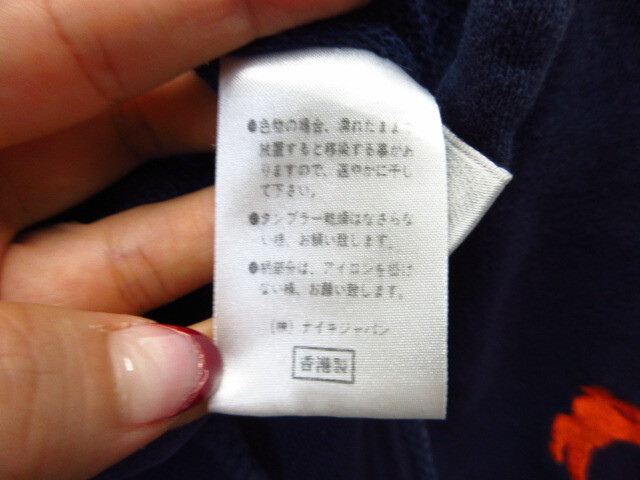 ●色物の場合、濡れたままで
放置すると移染する事があ
りますので、速やかに干し
て下さい。
●タンブラー乾燥はなさらな
い様、お願い致します。
●柄部分は、アイロンを掛け
ない様、お願い致します。
(株)ナイキジャパン
香港製